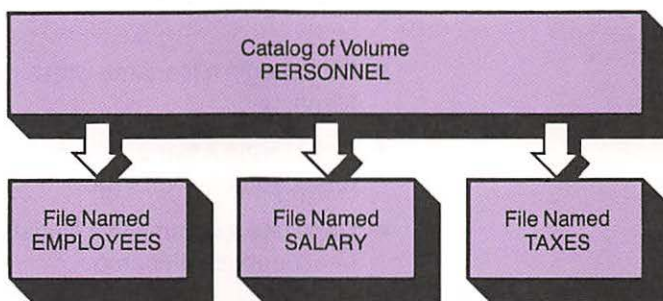 Catalog of Volume
PERSONNEL
File Named
EMPLOYEES
File Named
SALARY
File Named
TAXES